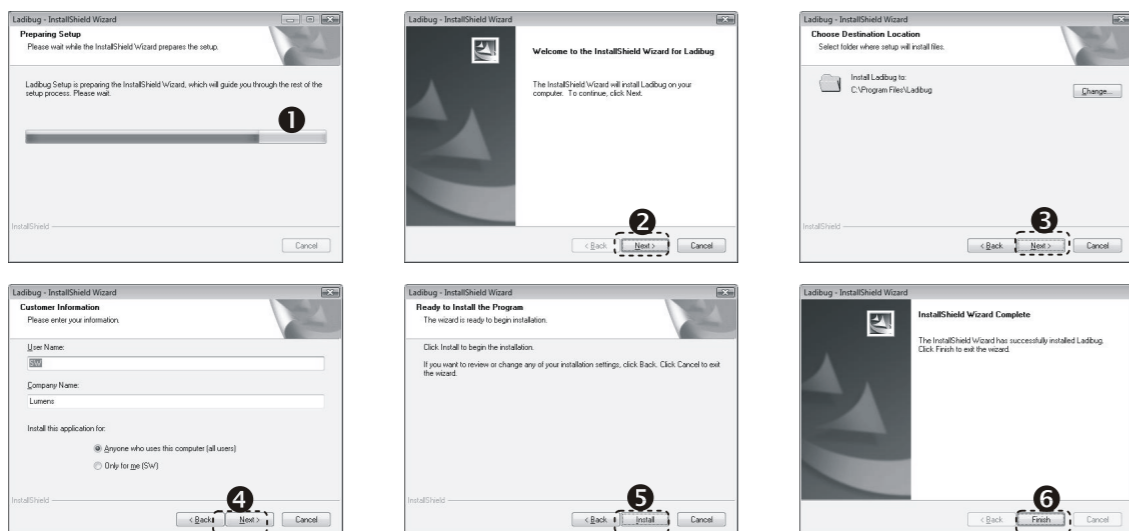 Ladibug - InstallShield Wizard
Preparing Setup
Please wait while the InstallShield Wizard prepares the setup.
Ladibug Setup is preparing the InstallShield Wizard, which will guide you through the rest of the
setup process. Please wait.
1
InstallShield
Cancel
Ladibug - InstallShield Wizard
Welcome to the InstallShield Wizard for Ladibug
The InstallShield Wizard will install Ladibug on your
computer. To continue, click Next.
2
< Back Next > Cancel
Ladibug - InstallShield Wizard
Choose Destination Location
Select folder where setup will install files.
Install Ladibug to:
C:\Program Files\Ladibug
Change...
InstallShield
3
< Back Next > Cancel
Ladibug - InstallShield Wizard
Customer Information
Please enter your information.
User Name:
SW
Company Name:
Lumens
Install this application for:
Anyone who uses this computer (all users)
Only for me (SW)
InstallShield
4
< Back Next > Cancel
Ladibug - InstallShield Wizard
Ready to Install the Program
The wizard is ready to begin installation.
Click Install to begin the installation.
If you want to review or change any of your installation settings, click Back. Click Cancel to exit
the wizard.
InstallShield
5
< Back Install Cancel
Ladibug - InstallShield Wizard
InstallShield Wizard Complete
The InstallShield Wizard has successfully installed Ladibug.
Click Finish to exit the wizard.
6
< Back Finish Cancel